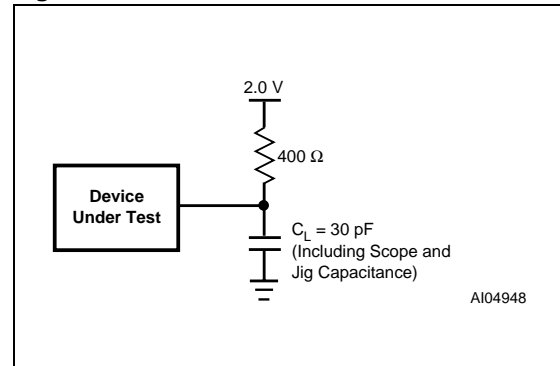 2.0 V
400 Ω
Device
Under Test
C_L = 30 pF
(Including Scope and
Jig Capacitance)
AI04948